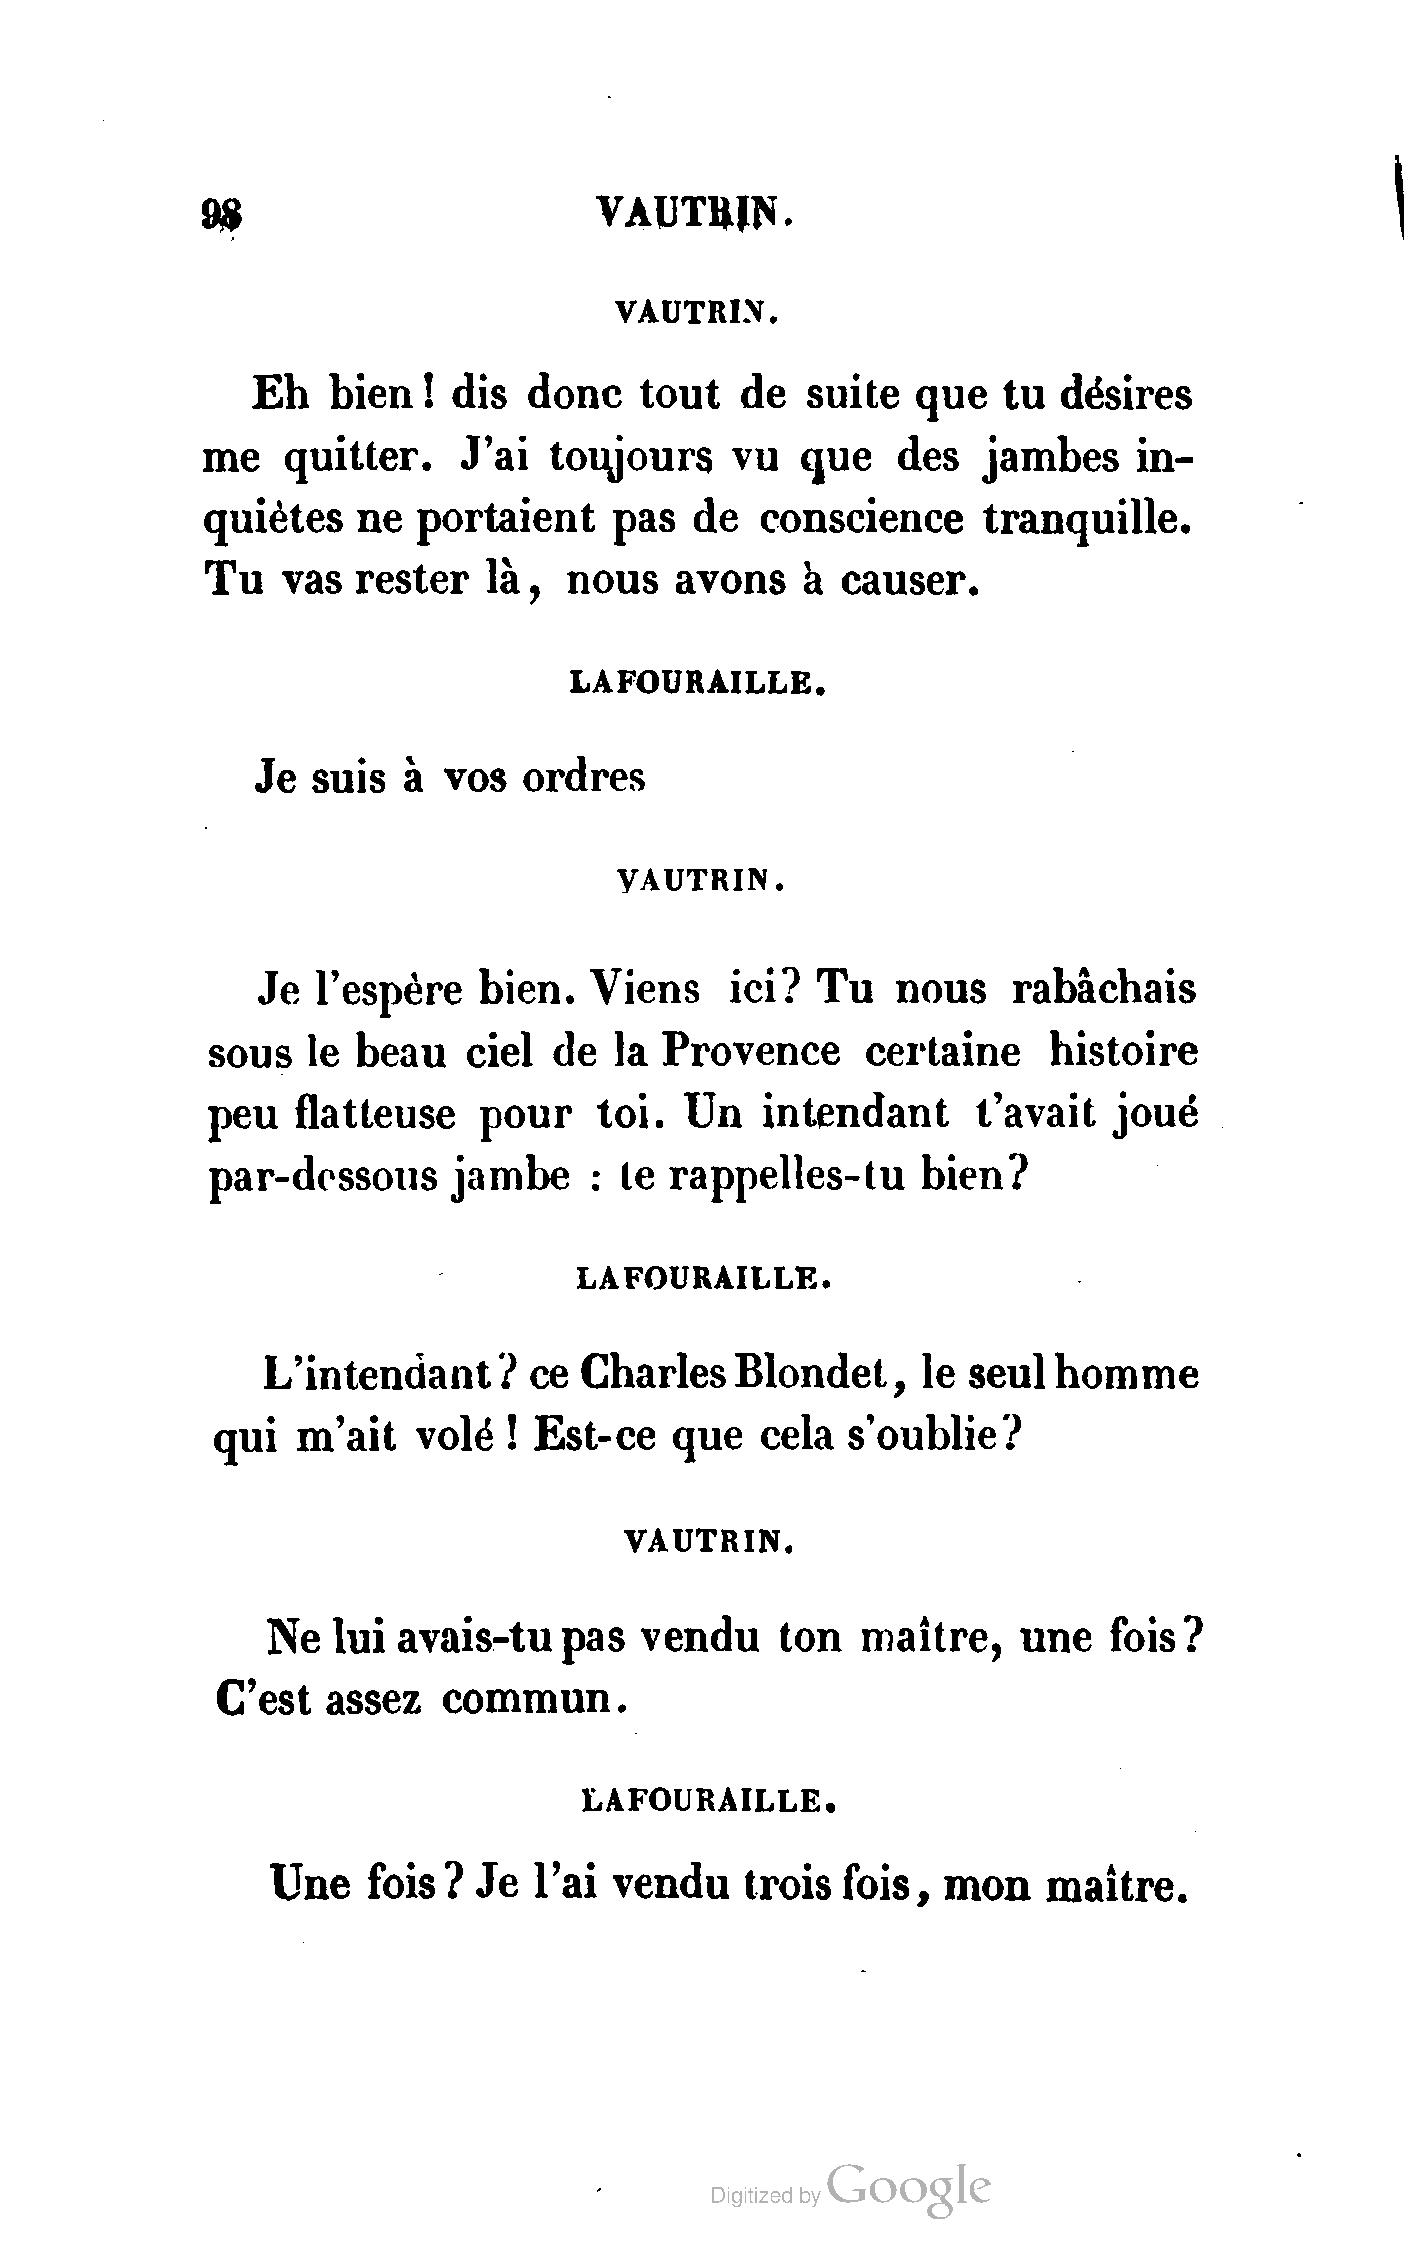 98 VAUTRIN.
VAUTRIN.
Eh bien ! dis donc tout de suite que tu désires
me quitter. J'ai toujours vu que des jambes in-
quiètes ne portaient pas de conscience tranquille.
Tu vas rester là, nous avons à causer.
LAFOURAILLE.
Je suis à vos ordres
VAUTRIN.
Je l'espère bien. Viens ici? Tu nous rabâchais
sous le beau ciel de la Provence certaine histoire
peu flatteuse pour toi. Un intendant t'avait joué
par-dessous jambe : te rappelles-tu bien?
LAFOURAILLE.
L'intendant? ce Charles Blondet, le seul homme
qui m'ait volé ! Est-ce que cela s'oublie?
VAUTRIN.
Ne lui avais-tu pas vendu ton maître, une fois?
C'est assez commun.
LAFOURAILLE.
Une fois? Je l'ai vendu trois fois, mon maître.
Digitized by Google